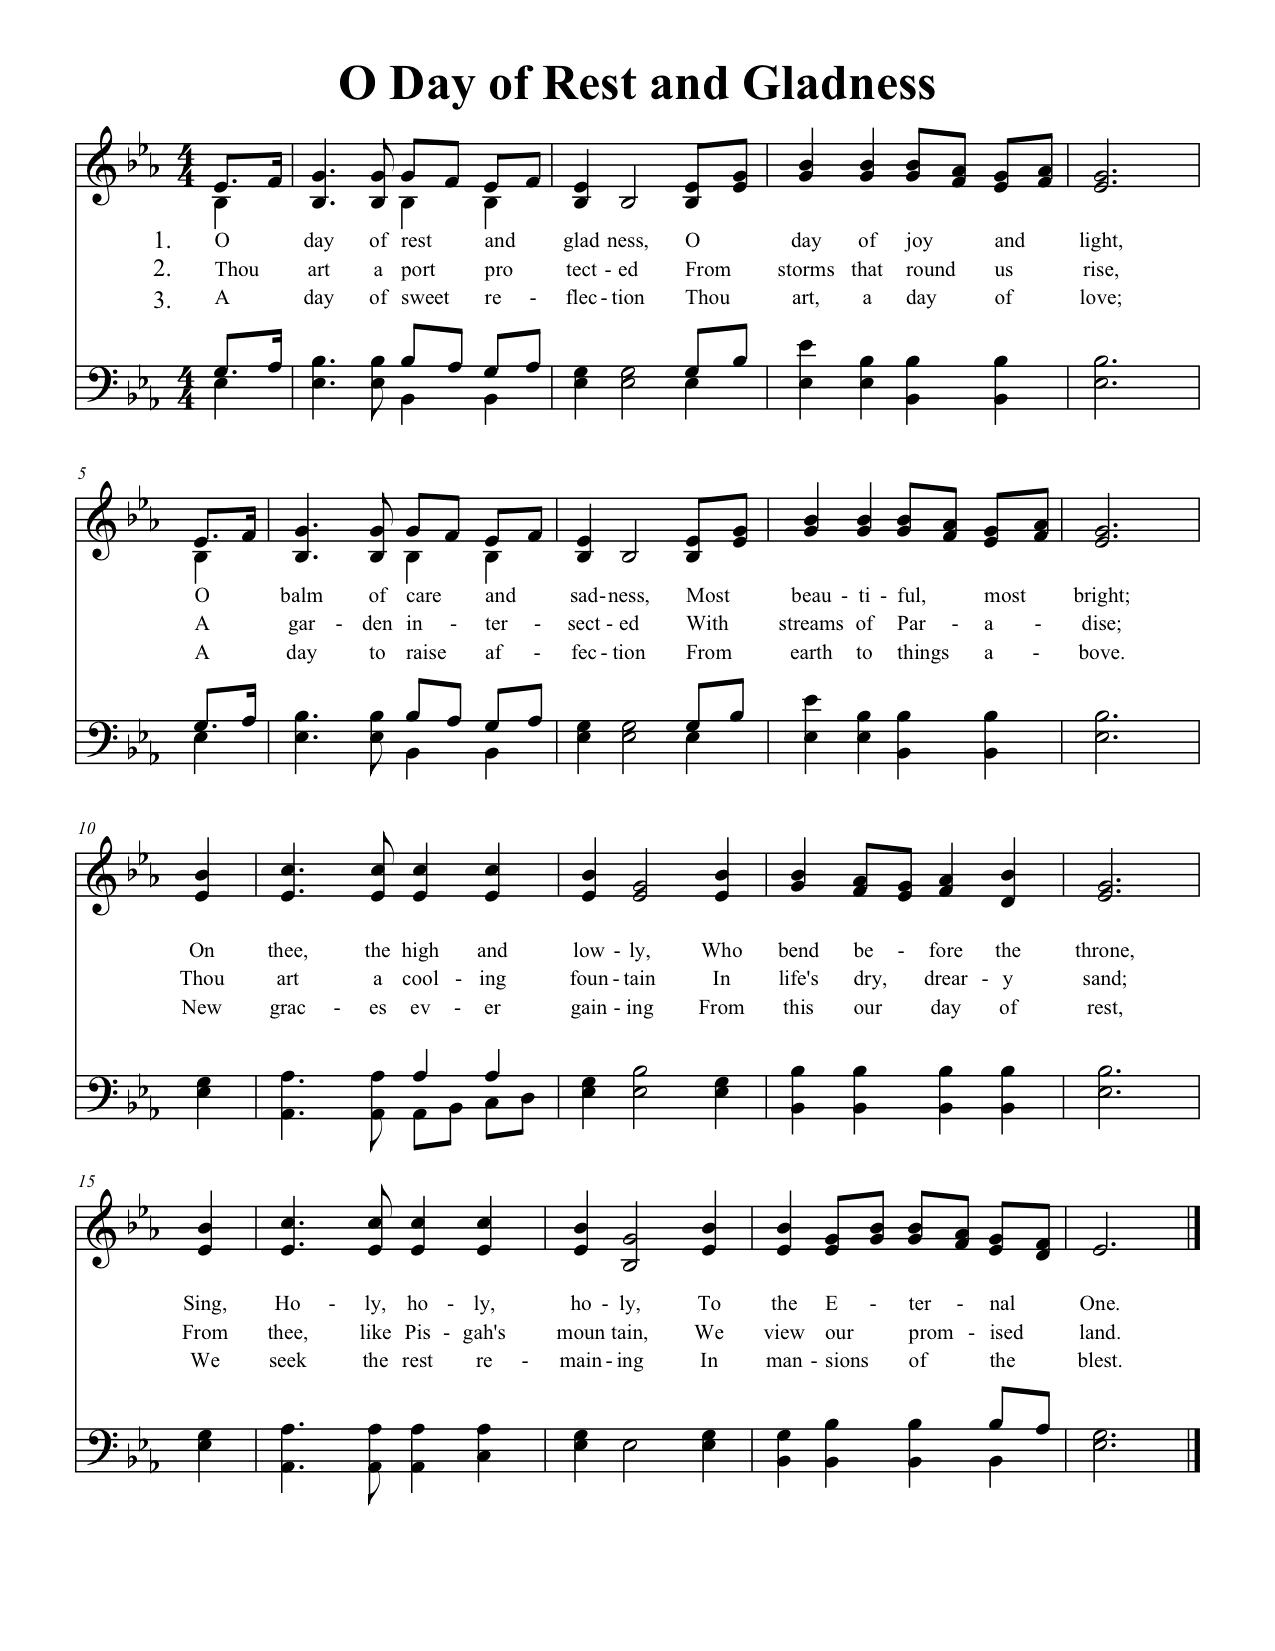 O Day of Rest and Gladness
4 4
1. O day of rest and glad ness, O day of joy and light,
2. Thou art a port pro tect - ed From storms that round us rise,
3. A day of sweet re - flec - tion Thou art, a day of love;
4 4
5
O balm of care and sad - ness, Most beau - ti - ful, most bright;
A gar - den in - ter - sect - ed With streams of Par - a - dise;
A day to raise af - fec - tion From earth to things a - bove.
10
On thee, the high and low - ly, Who bend be - fore the throne,
Thou art a cool - ing foun - tain In life's dry, drear - y sand;
New grac - es ev - er gain - ing From this our day of rest,
15
Sing, Ho - ly, ho - ly, ho - ly, To the E - ter - nal One.
From thee, like Pis - gah's moun tain, We view our prom - ised land.
We seek the rest re - main - ing In man - sions of the blest.